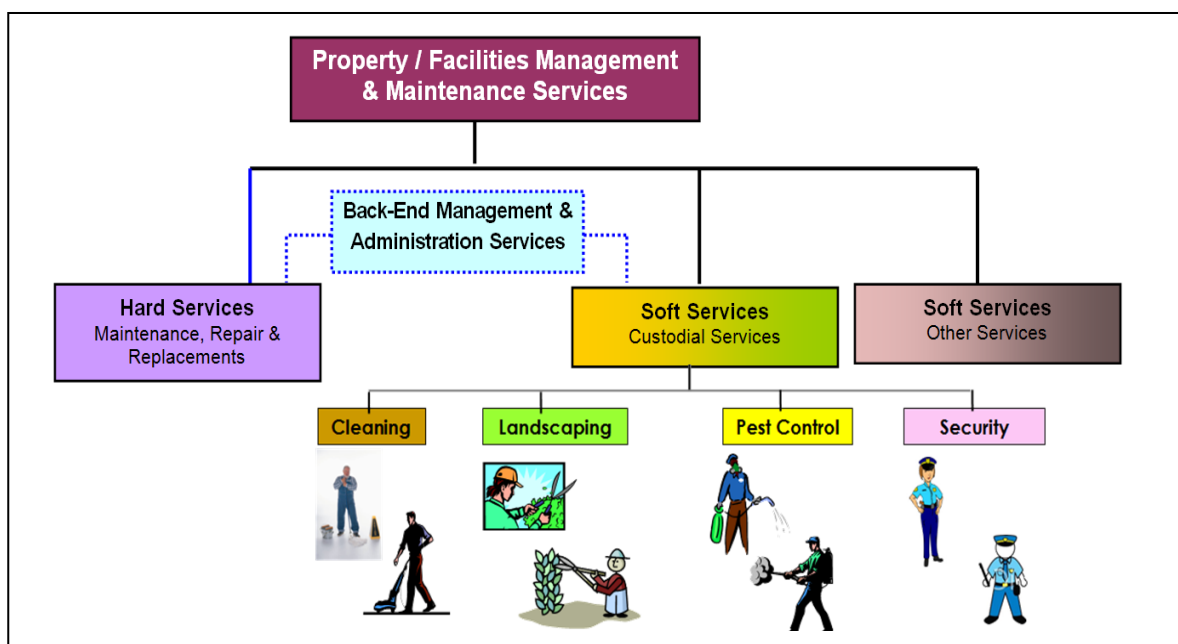 Property / Facilities Management
& Maintenance Services
Back-End Management &
Administration Services
Hard Services
Maintenance, Repair &
Replacements
Soft Services
Custodial Services
Soft Services
Other Services
Cleaning
Landscaping
Pest Control
Security